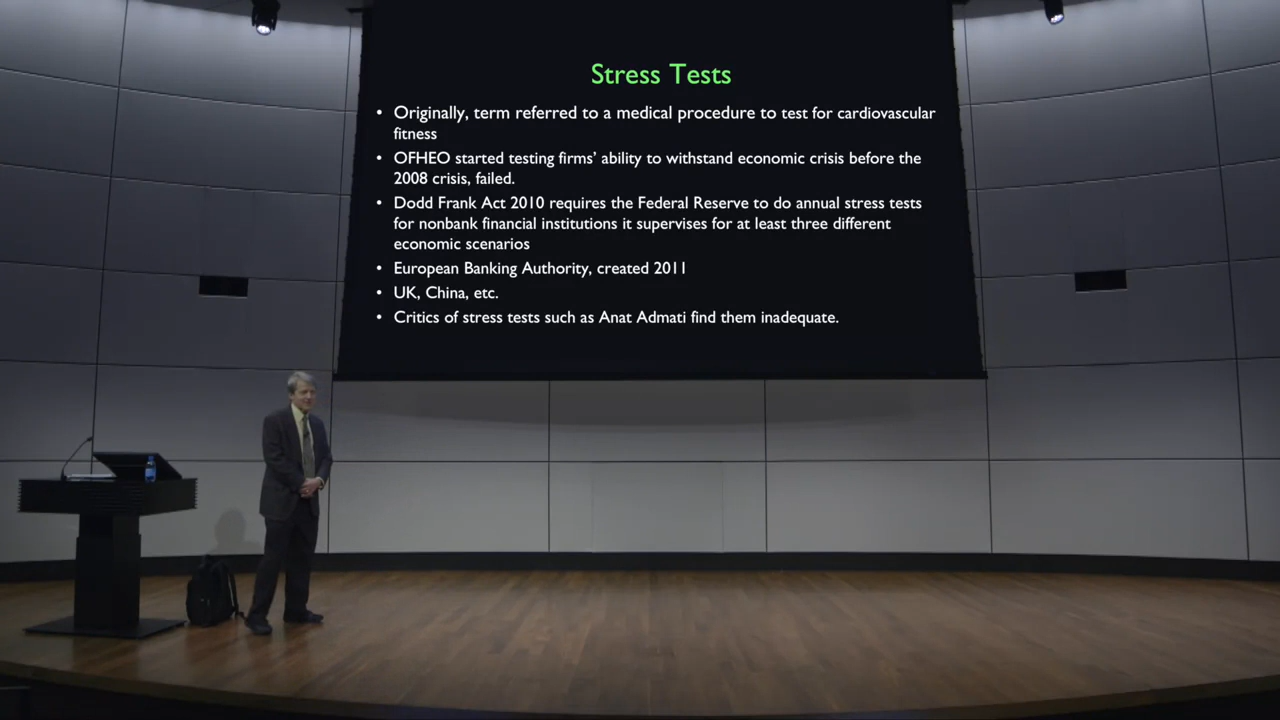 Stress Tests
• Originally, term referred to a medical procedure to test for cardiovascular
fitness
• OFHEO started testing firms’ ability to withstand economic crisis before the
2008 crisis, failed.
• Dodd Frank Act 2010 requires the Federal Reserve to do annual stress tests
for nonbank financial institutions it supervises for at least three different
economic scenarios
• European Banking Authority, created 2011
• UK, China, etc.
• Critics of stress tests such as Anat Admati find them inadequate.